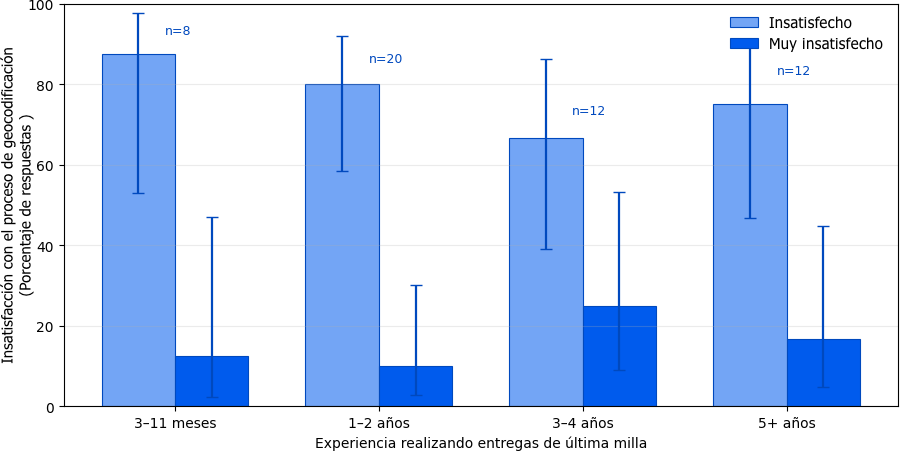 Insatisfacción con el proceso de geocodificación
(Porcentaje de respuestas )
100
80
60
40
20
0
n=8
n=20
n=12
n=12
Insatisfecho
Muy insatisfecho
3–11 meses
1–2 años
3–4 años
5+ años
Experiencia realizando entregas de última milla